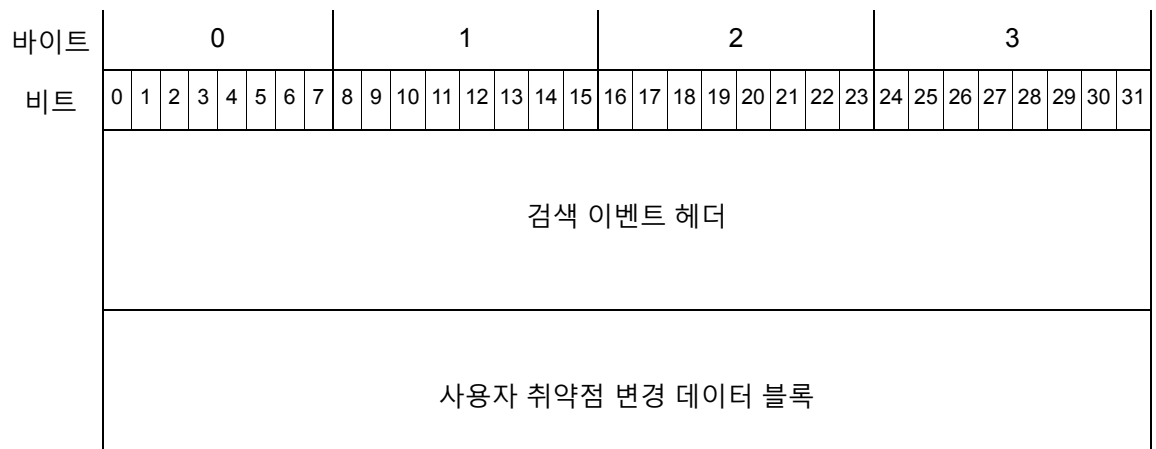 바이트 0 1 2 3
비트 0 1 2 3 4 5 6 7 8 9 10 11 12 13 14 15 16 17 18 19 20 21 22 23 24 25 26 27 28 29 30 31
검색 이벤트 헤더
사용자 취약점 변경 데이터 블록